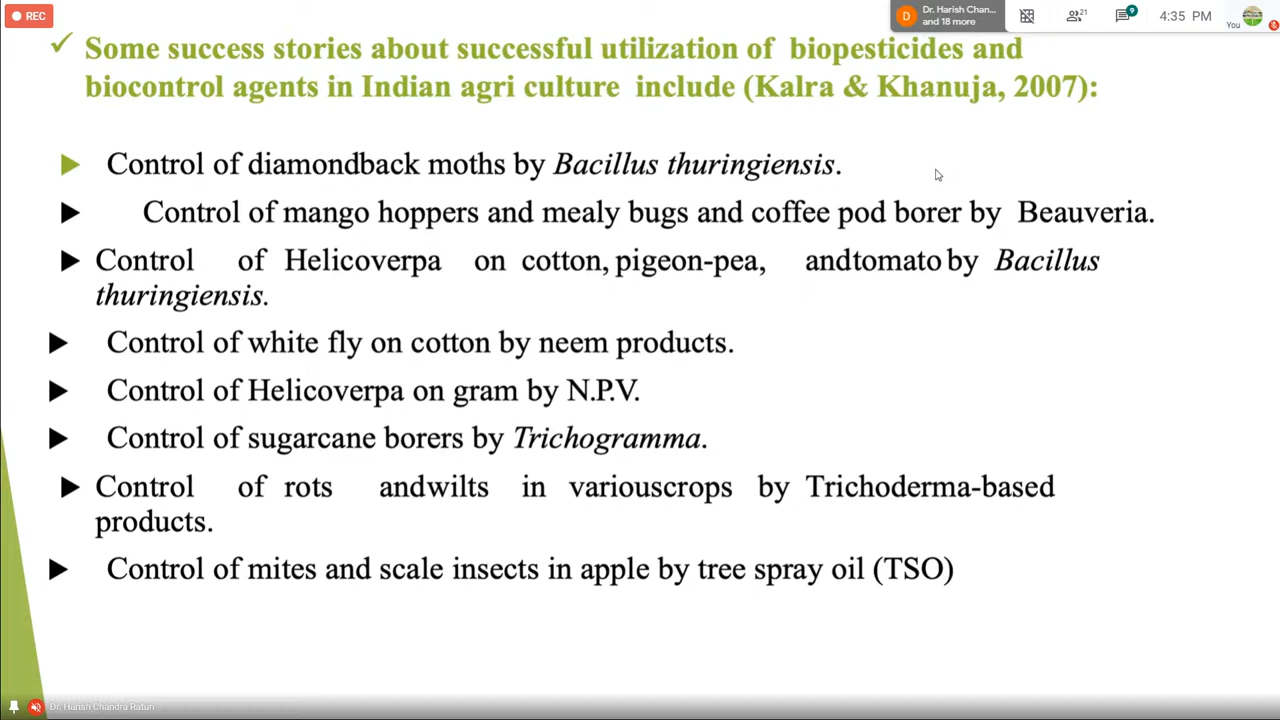 REC
D
Dr. Harish Chan...
and 18 more
21
9
4:35 PM
You
Some success stories about successful utilization of biopesticides and
biocontrol agents in Indian agri culture include (Kalra & Khanuja, 2007):
Control of diamondback moths by Bacillus thuringiensis.
Control of mango hoppers and mealy bugs and coffee pod borer by Beauveria.
Control of Helicoverpa on cotton, pigeon-pea, andtomato by Bacillus
thuringiensis.
Control of white fly on cotton by neem products.
Control of Helicoverpa on gram by N.P.V.
Control of sugarcane borers by Trichogramma.
Control of rots andwilts in variouscrops by Trichoderma-based
products.
Control of mites and scale insects in apple by tree spray oil (TSO)
Dr. Harish Chandra Raturi